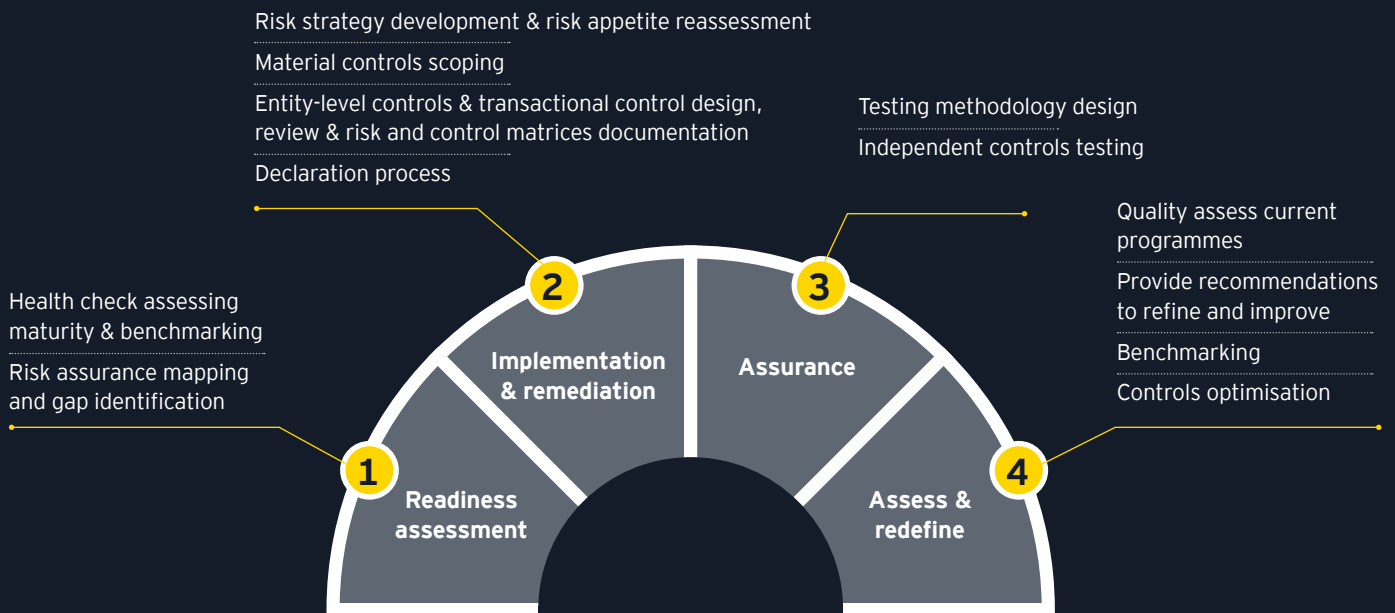 Risk strategy development & risk appetite reassessment
Material controls scoping
Entity-level controls & transactional control design,
review & risk and control matrices documentation
Declaration process
Testing methodology design
Independent controls testing
Quality assess current
programmes
Provide recommendations
to refine and improve
Benchmarking
Controls optimisation
Health check assessing
maturity & benchmarking
Risk assurance mapping
and gap identification
1
Readiness
assessment
2
Implementation
& remediation
3
Assurance
4
Assess &
redefine